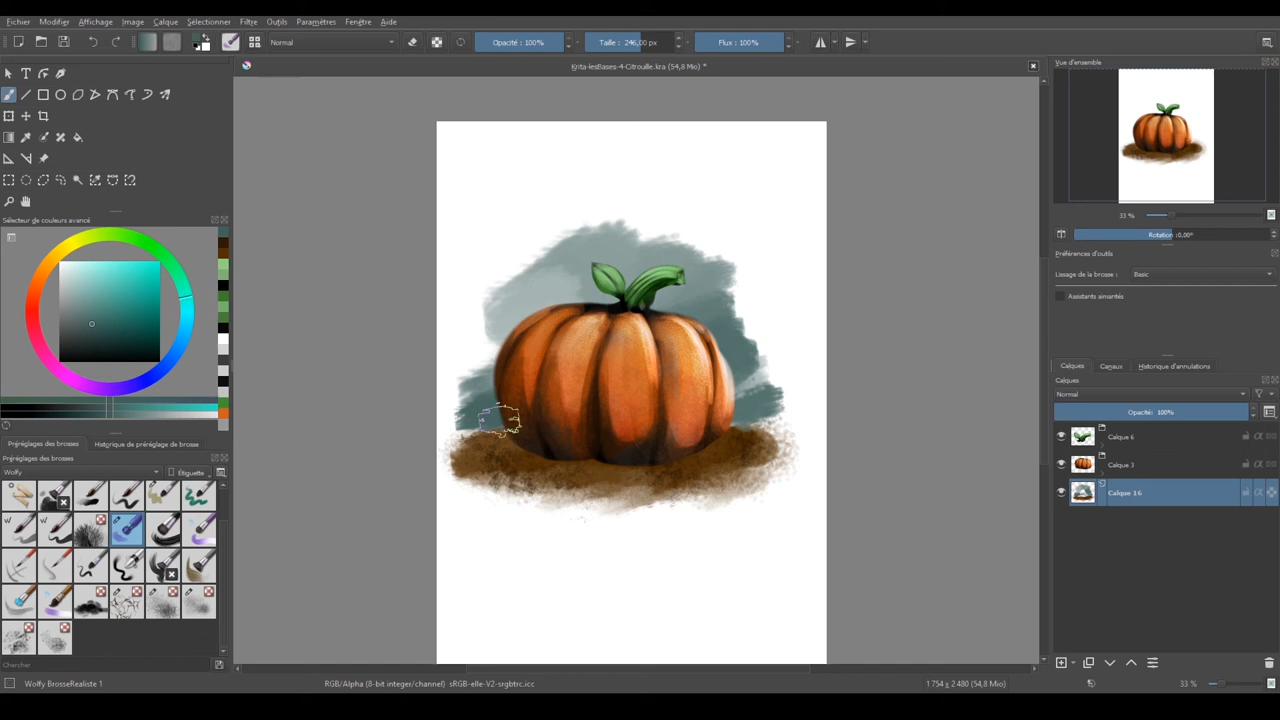 Fichier Modifier Affichage Image Calque Sélectionner Filtre Outils Paramètres Fenêtre Aide
Normal Opacité : 100% Taille : 246,00 px Flux : 100%
Krita-lesBases-4-Citrouille.kra (54,8 Mio) *
Vue d'ensemble
33 %
Rotation :0,00°
Préférences d'outils
Lissage de la brosse : Basic
Assistants aimantés
Sélecteur de couleurs avancé
Calques Canaux Historique d'annulations
Calques
Normal
Opacité: 100%
Calque 6
Calque 3
Calque 16
Préréglages des brosses Historique de préréglage de brosse
Préréglages des brosses
Wolfy Étiquette
Chercher
Wolfy BrosseRealiste 1 RGB/Alpha (8-bit integer/channel) sRGB-elle-V2-srgbtrc.icc 1 754 x 2 480 (54,8 Mio) 33 %